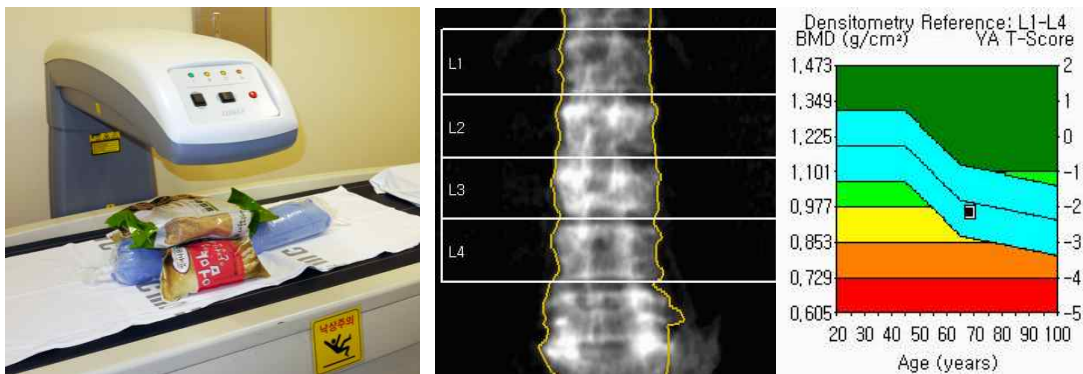 LUNAR
낙상주의
L1
L2
L3
L4
Densitometry Reference: L1-L4
BMD (g/cm²) YA T-Score
1,473 2
1,349 1
1,225 0
1,101 -1
0,977 -2
0,853 -3
0,729 -4
0,605 -5
20 30 40 50 60 70 80 90 100
Age (years)